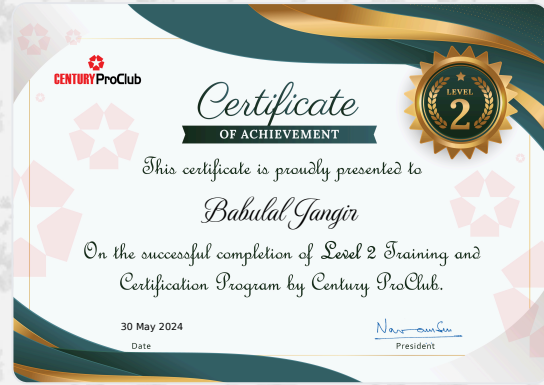 CENTURY ProClub
Certificate
OF ACHIEVEMENT
LEVEL
2
This certificate is proudly presented to
Babulal Jangir
On the successful completion of Level 2 Training and
Certification Program by Century ProClub.
30 May 2024
Date
President